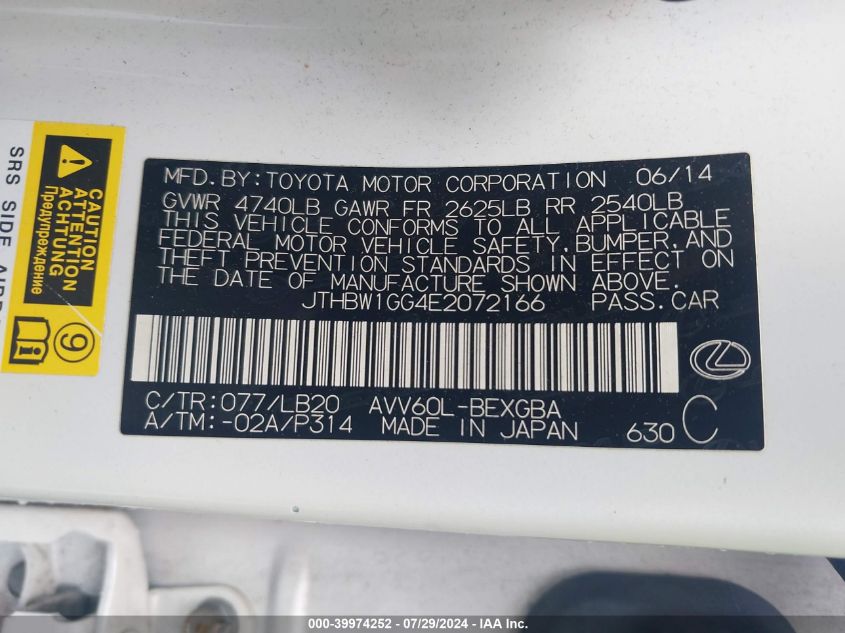 MFD.BY:TOYOTA MOTOR CORPORATION 06/14
GVWR 4740LB GAWR FR 2625LB RR 2540LB
THIS VEHICLE CONFORMS TO ALL APPLICABLE
FEDERAL MOTOR VEHICLE SAFETY,BUMPER,AND
THEFT PREVENTION STANDARDS IN EFFECT ON
THE DATE OF MANUFACTURE SHOWN ABOVE.
JTHBW1GG4E2072166 PASS.CAR
C/TR:077/LB20 AVV60L-BEXGBA
A/TM:-02A/P314 MADE IN JAPAN 630 C
CAUTION
ATTENTION
ACHTUNG
Предупреждение
9
SRS SIDE
000-39974252 - 07/29/2024 - IAA Inc.